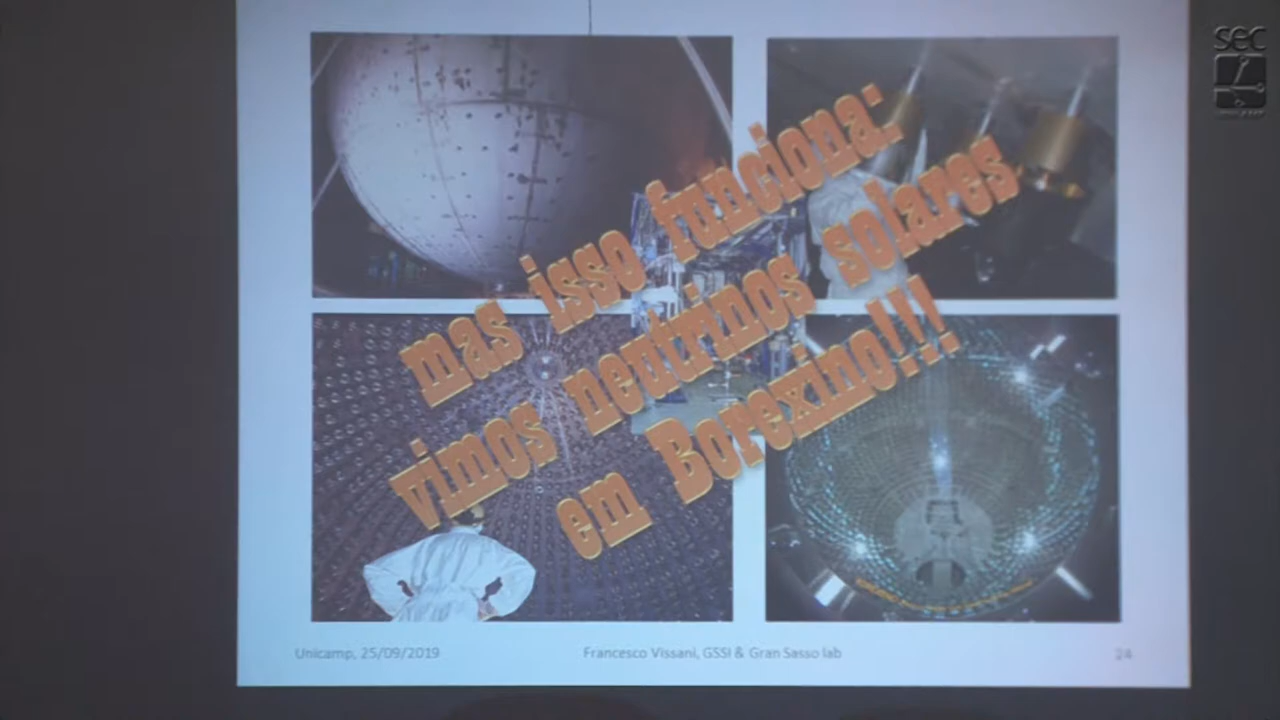 sec
mas isso funciona:
vimos neutrinos solares
em Borexino!!!
Unicamp, 25/09/2019
Francesco Vissani, GSSI & Gran Sasso lab
24